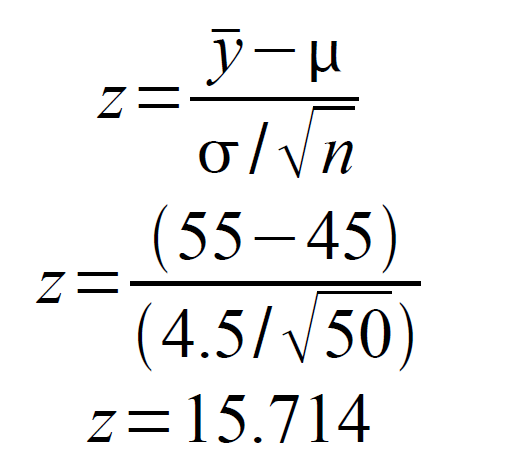 z = (y̅ − μ) / (σ/√n)
z = (55 − 45) / (4.5/√50)
z = 15.714